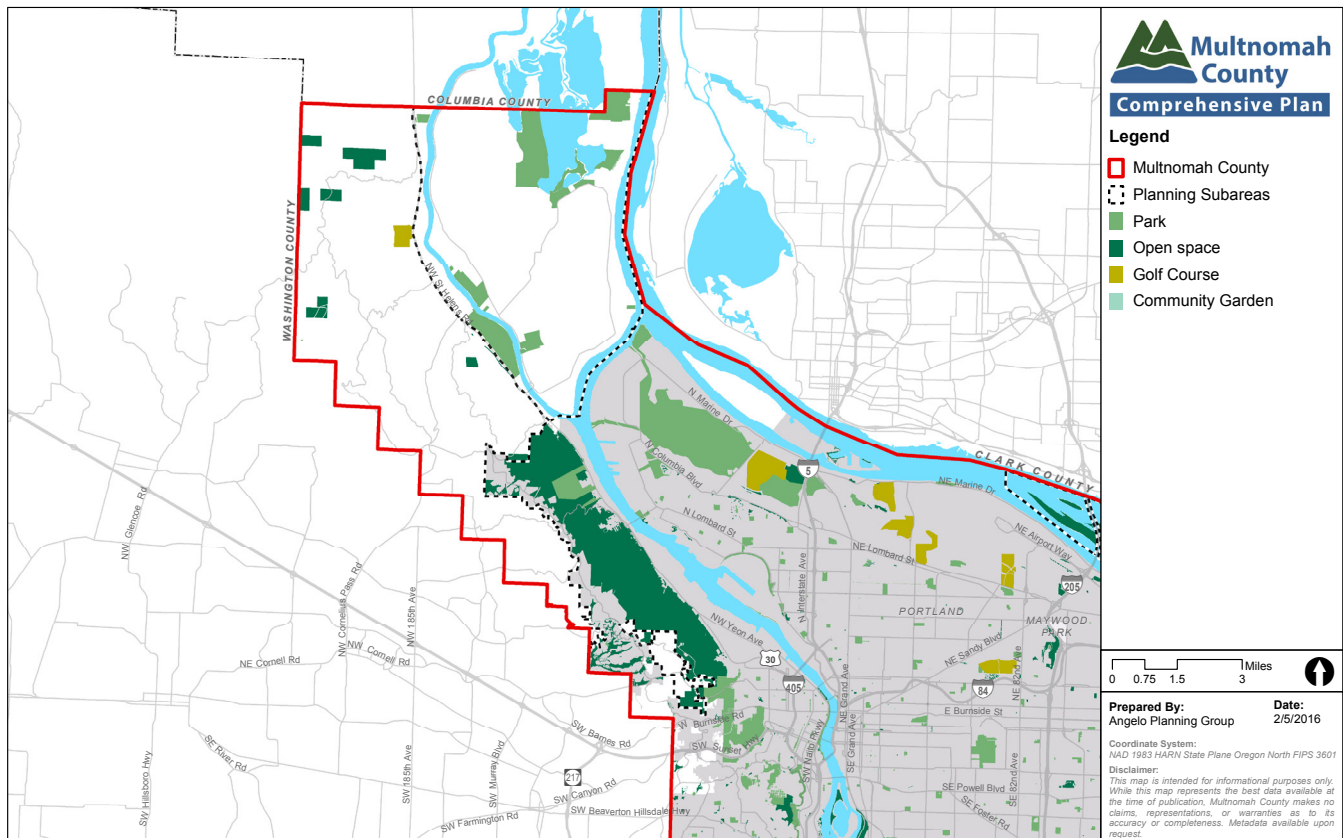 COLUMBIA COUNTY
WASHINGTON COUNTY
NW St Helens Rd
N Marine Dr
N Columbia Blvd
5
CLARK COUNTY
NE Marine Dr
N Lombard St
NE Airport Way
NE Lombard St
205
N Interstate Ave
PORTLAND
MAYWOOD
PARK
NW Yeon Ave
NE Sandy Blvd
30
405
84
NE 82nd Ave
NE Grand Ave
E Burnside St
W Burnside Rd
SW Sunset Hwy
SW Naito Pkwy
SE Grand Ave
SE Powell Blvd
SE 82nd Ave
SE Foster Rd
NW Glencoe Rd
NW Cornelius Pass Rd
NW 185th Ave
NE Cornell Rd
NW Cornell Rd
SW Barnes Rd
SE River Rd
SW Hillsboro Hwy
SW 185th Ave
SW Murray Blvd
217
SW Canyon Rd
SW Beaverton Hillsdale Hwy
SW Farmington Rd
Multnomah
County
Comprehensive Plan
Legend
Multnomah County
Planning Subareas
Park
Open space
Golf Course
Community Garden
Miles
0 0.75 1.5 3
Prepared By:
Angelo Planning Group
Date:
2/5/2016
Coordinate System:
NAD 1983 HARN State Plane Oregon North FIPS 3601
Disclaimer:
This map is intended for informational purposes only.
While this map represents the best data available at
the time of publication, Multnomah County makes no
claims, representations, or warranties as to its
accuracy or completeness. Metadata available upon
request.